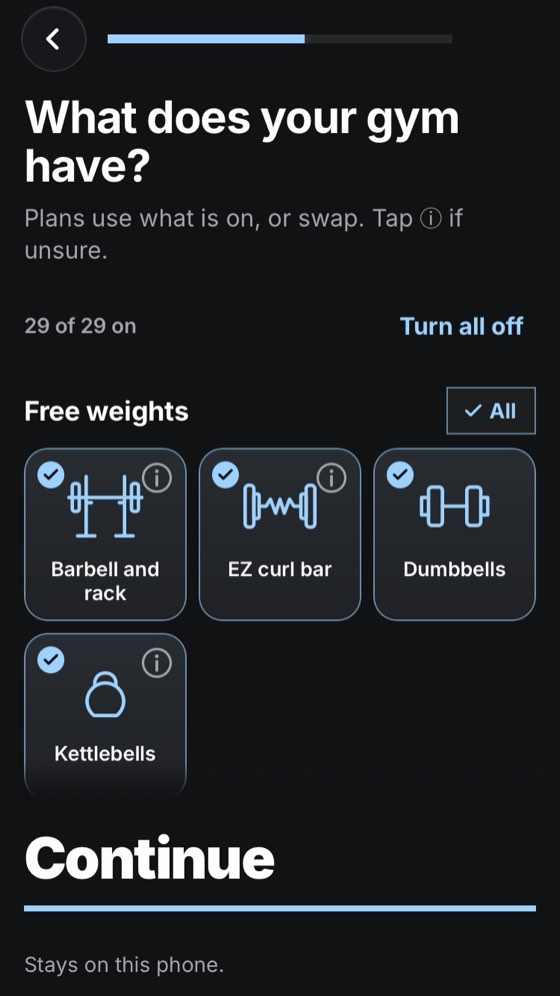 What does your gym
have?
Plans use what is on, or swap. Tap ⓘ if
unsure.
29 of 29 on
Turn all off
Free weights
✓ All
Barbell and
rack
EZ curl bar
Dumbbells
Kettlebells
Continue
Stays on this phone.